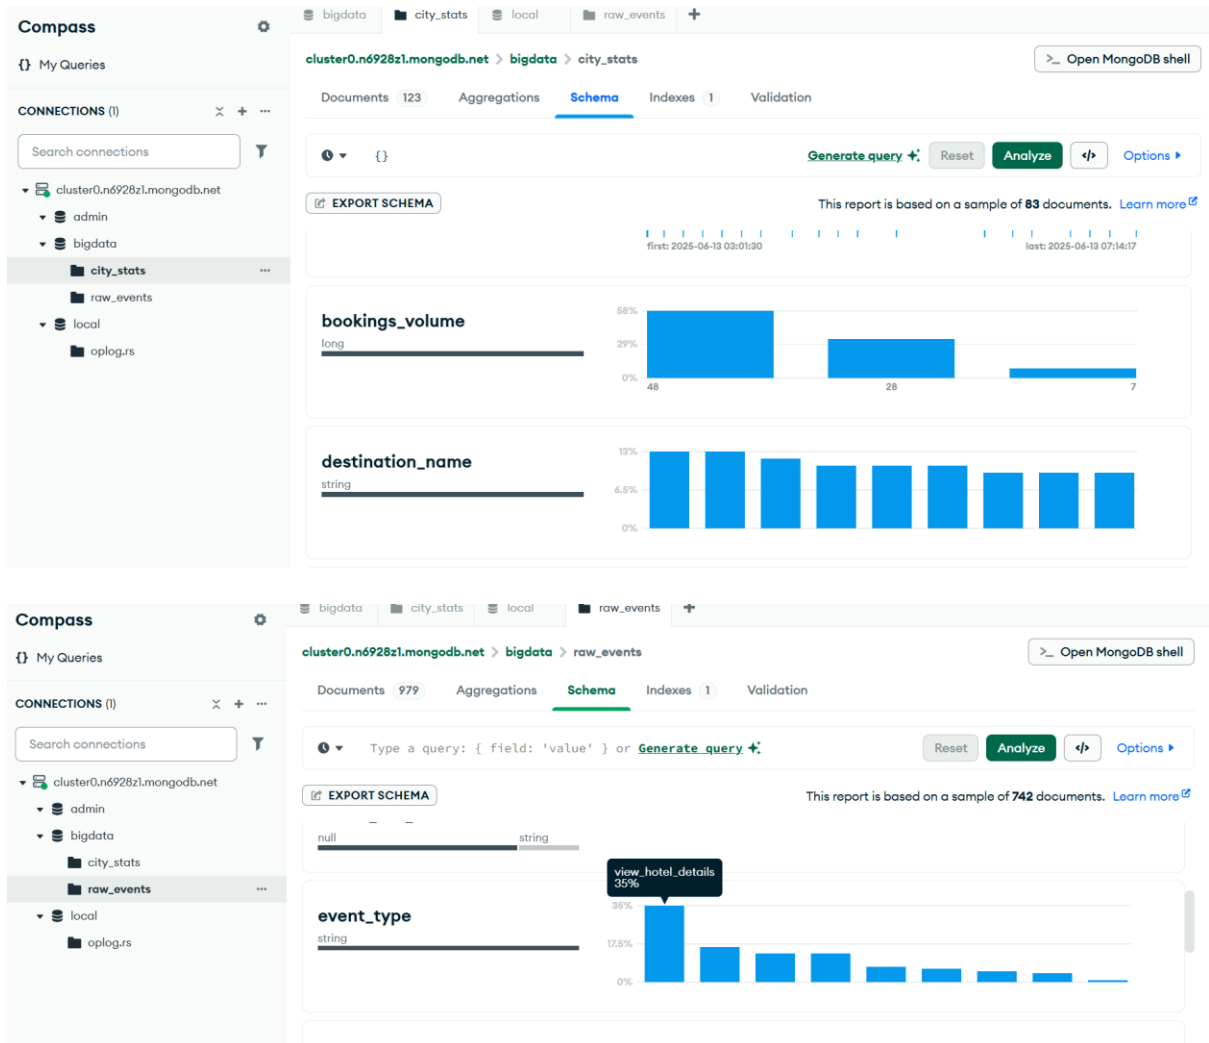 bigdata city_stats local raw_events +
Compass
cluster0.n6928z1.mongodb.net > bigdata > city_stats
>_ Open MongoDB shell
{} My Queries
Documents 123 Aggregations Schema Indexes 1 Validation
CONNECTIONS (1)
Search connections
{}
Generate query Reset Analyze </> Options
cluster0.n6928z1.mongodb.net
EXPORT SCHEMA
This report is based on a sample of 83 documents. Learn more
admin
bigdata
first: 2025-06-13 03:01:30 last: 2025-06-13 07:14:17
city_stats
raw_events
local
oplog.rs
bookings_volume
long
58%
29%
0%
48 28 7
destination_name
string
13%
6.5%
0%
bigdata city_stats local raw_events +
Compass
cluster0.n6928z1.mongodb.net > bigdata > raw_events
>_ Open MongoDB shell
{} My Queries
Documents 979 Aggregations Schema Indexes 1 Validation
CONNECTIONS (1)
Search connections
Type a query: { field: 'value' } or Generate query
Reset Analyze </> Options
cluster0.n6928z1.mongodb.net
EXPORT SCHEMA
This report is based on a sample of 742 documents. Learn more
admin
bigdata
city_stats
raw_events
local
oplog.rs
null string
view_hotel_details
35%
event_type
string
35%
17.5%
0%